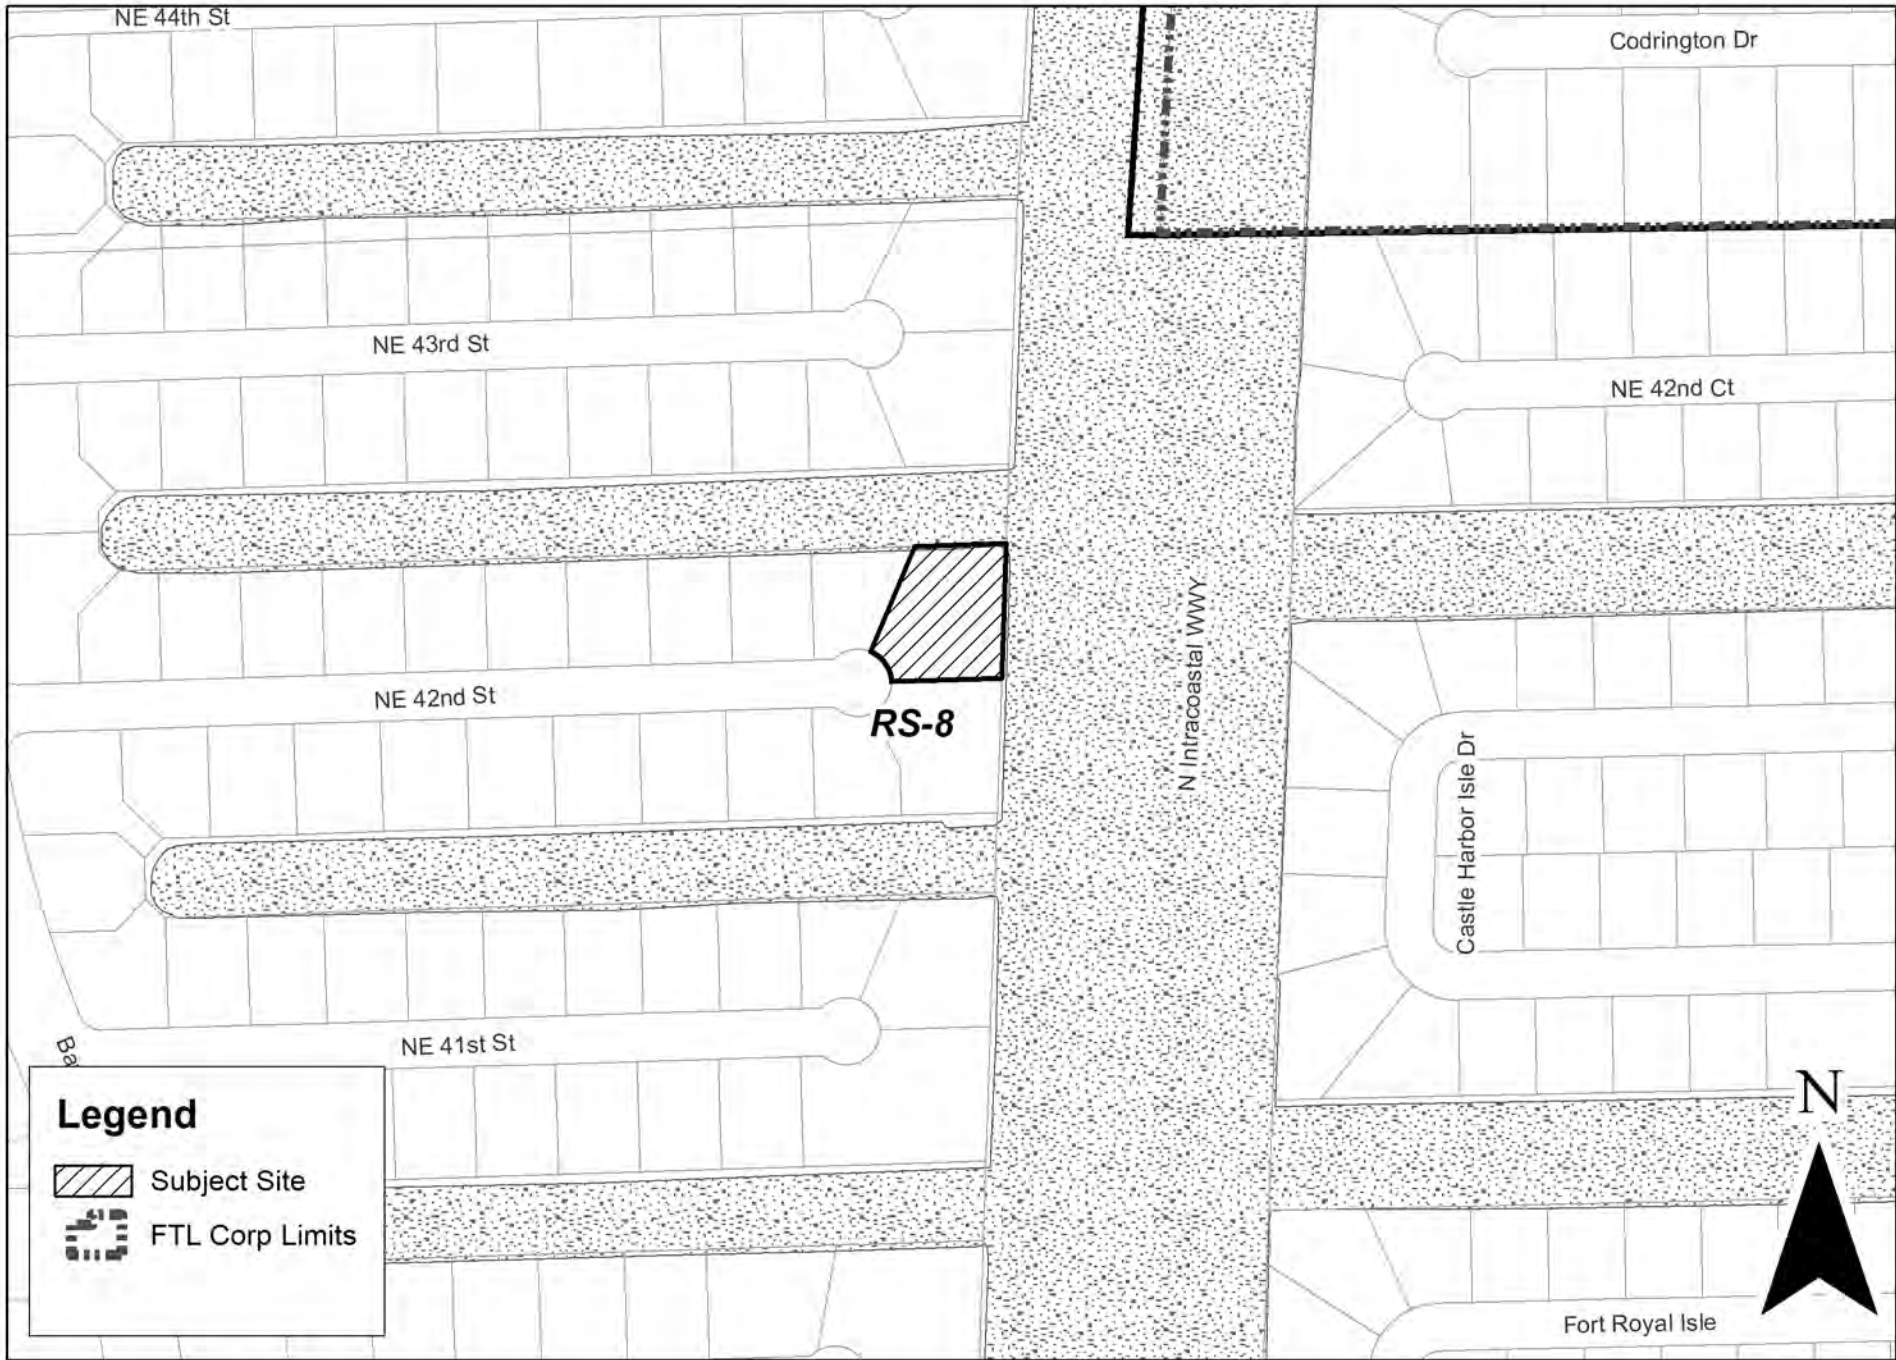 NE 44th St
Codrington Dr
NE 43rd St
NE 42nd Ct
N Intracoastal WWY
NE 42nd St
RS-8
Castle Harbor Isle Dr
NE 41st St
Ba
Legend
Subject Site
FTL Corp Limits
N
Fort Royal Isle